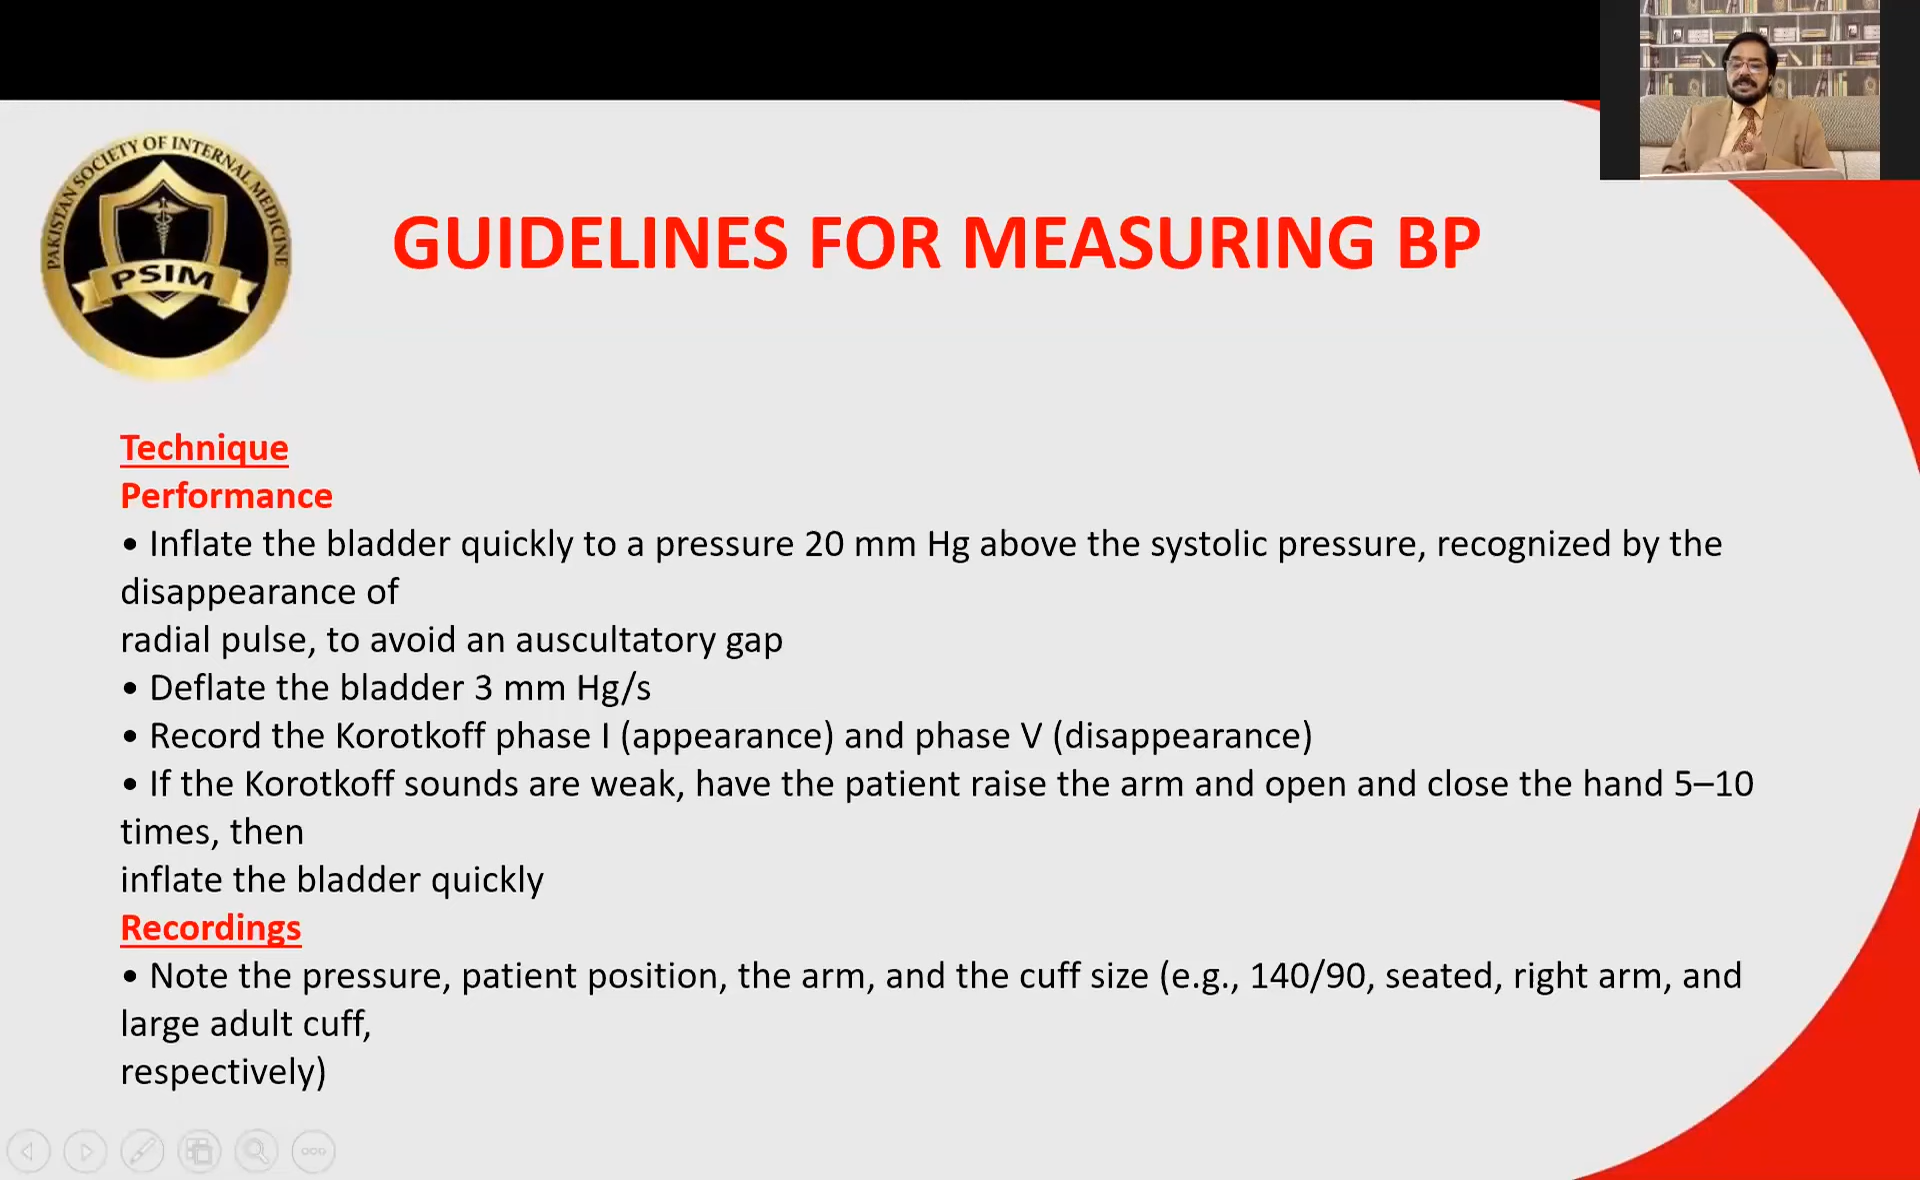 PAKISTAN SOCIETY OF INTERNAL MEDICINE
PSIM
GUIDELINES FOR MEASURING BP
Technique
Performance
• Inflate the bladder quickly to a pressure 20 mm Hg above the systolic pressure, recognized by the
disappearance of
radial pulse, to avoid an auscultatory gap
• Deflate the bladder 3 mm Hg/s
• Record the Korotkoff phase I (appearance) and phase V (disappearance)
• If the Korotkoff sounds are weak, have the patient raise the arm and open and close the hand 5–10
times, then
inflate the bladder quickly
Recordings
• Note the pressure, patient position, the arm, and the cuff size (e.g., 140/90, seated, right arm, and
large adult cuff,
respectively)